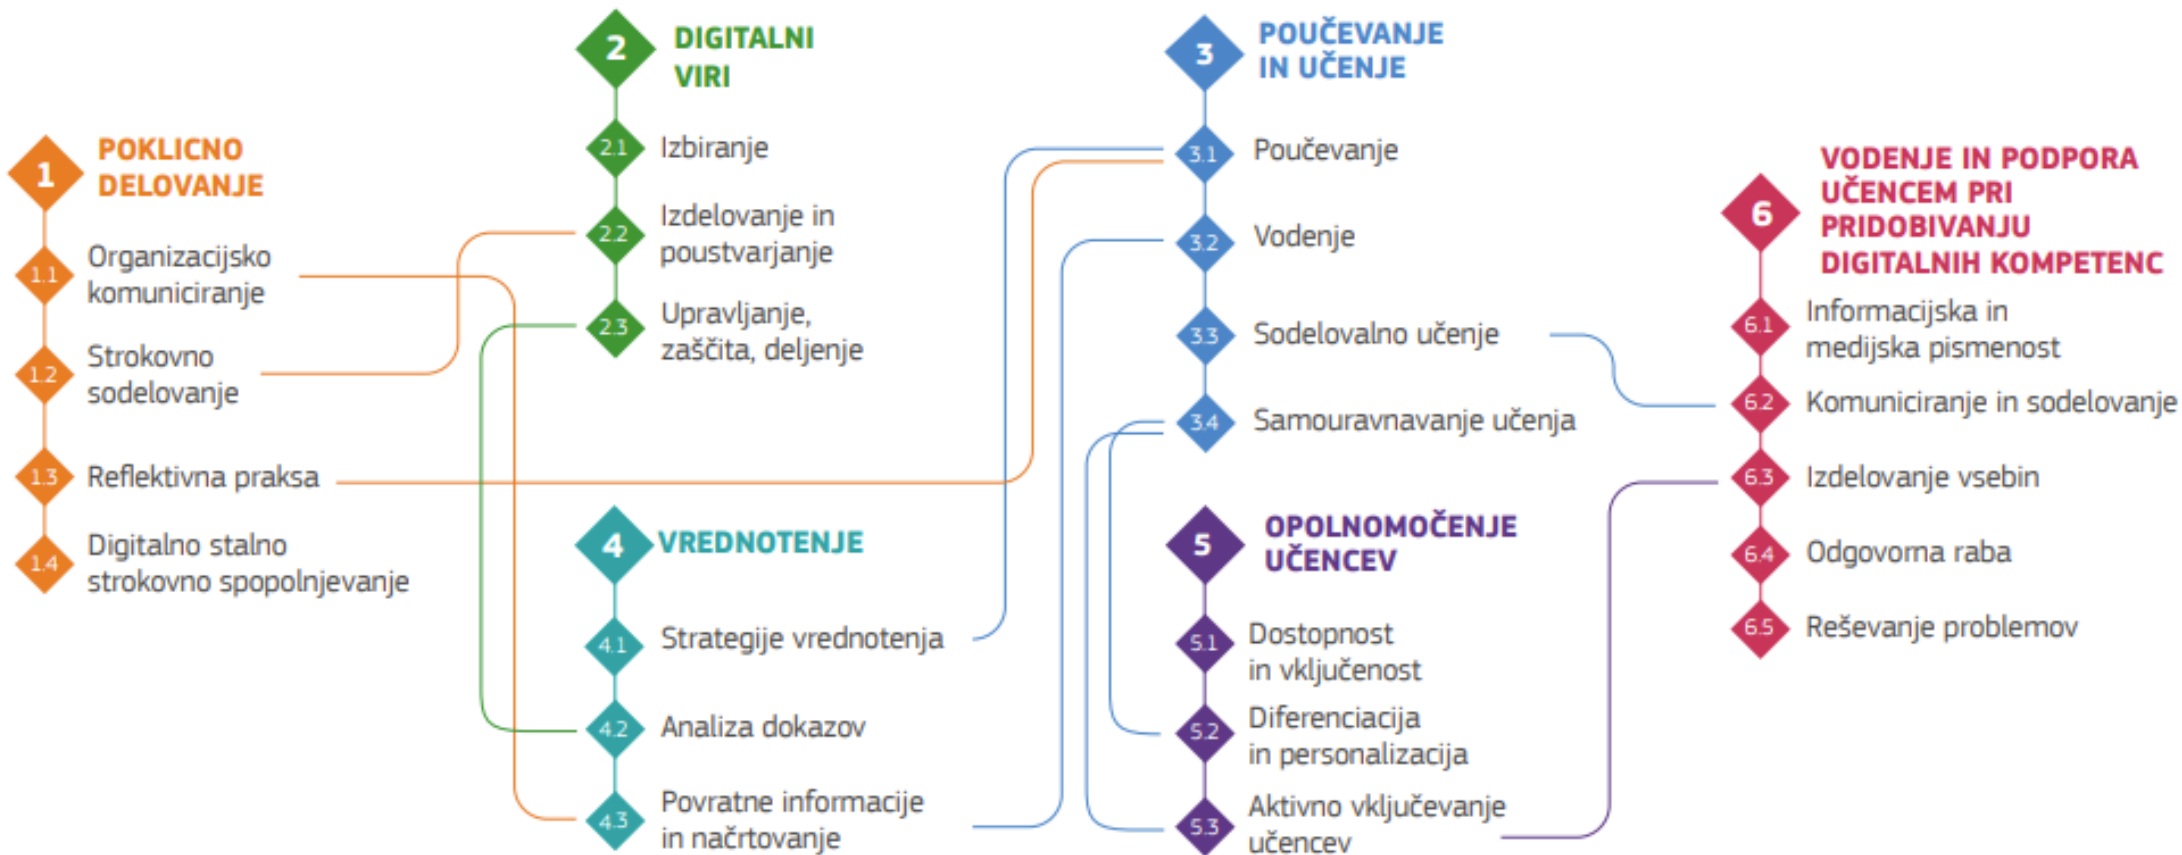 1
POKLICNO
DELOVANJE
1.1
Organizacijsko
komuniciranje
1.2
Strokovno
sodelovanje
1.3
Reflektivna praksa
1.4
Digitalno stalno
strokovno spopolnjevanje
2
DIGITALNI
VIRI
2.1
Izbiranje
2.2
Izdelovanje in
poustvarjanje
2.3
Upravljanje,
zaščita, deljenje
3
POUČEVANJE
IN UČENJE
3.1
Poučevanje
3.2
Vodenje
3.3
Sodelovalno učenje
3.4
Samouravnavanje učenja
4
VREDNOTENJE
4.1
Strategije vrednotenja
4.2
Analiza dokazov
4.3
Povratne informacije
in načrtovanje
5
OPOLNOMOČENJE
UČENCEV
5.1
Dostopnost
in vključenost
5.2
Diferenciacija
in personalizacija
5.3
Aktivno vključevanje
učencev
6
VODENJE IN PODPORA
UČENCEM PRI
PRIDOBIVANJU
DIGITALNIH KOMPETENC
6.1
Informacijska in
medijska pismenost
6.2
Komuniciranje in sodelovanje
6.3
Izdelovanje vsebin
6.4
Odgovorna raba
6.5
Reševanje problemov